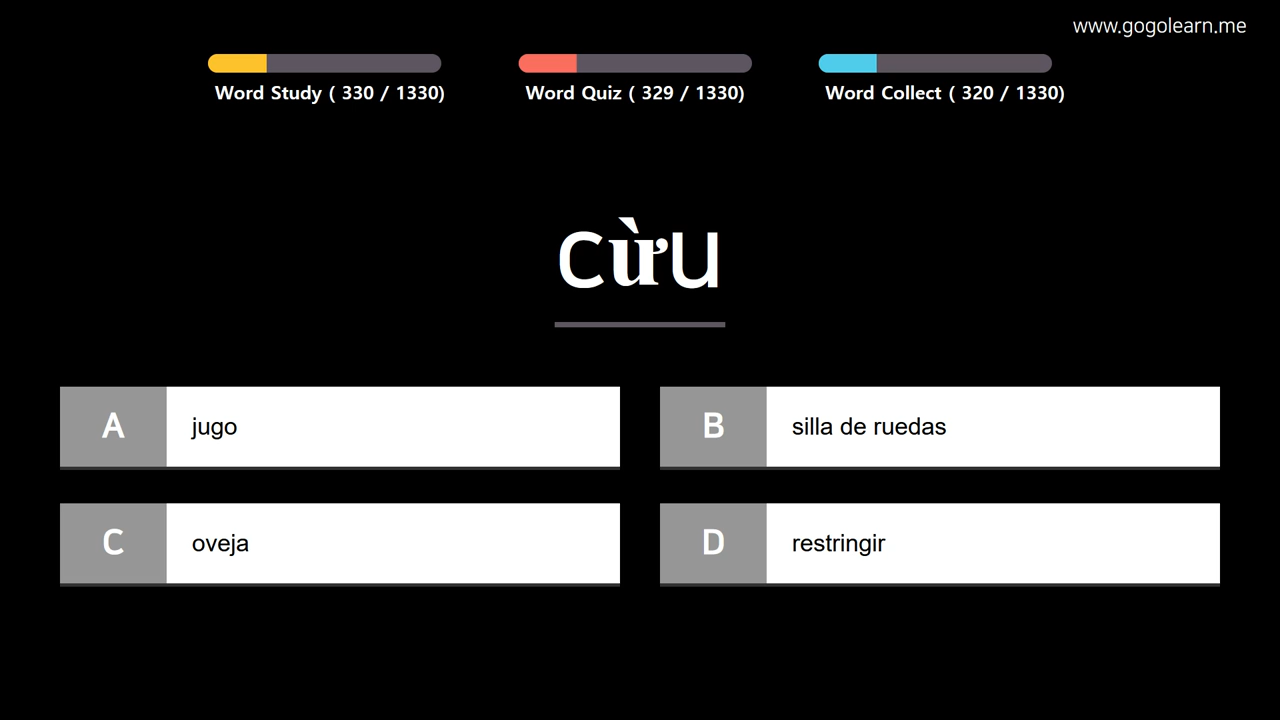 www.gogolearn.me
Word Study ( 330 / 1330)
Word Quiz ( 329 / 1330)
Word Collect ( 320 / 1330)
cừu
A jugo
B silla de ruedas
C oveja
D restringir